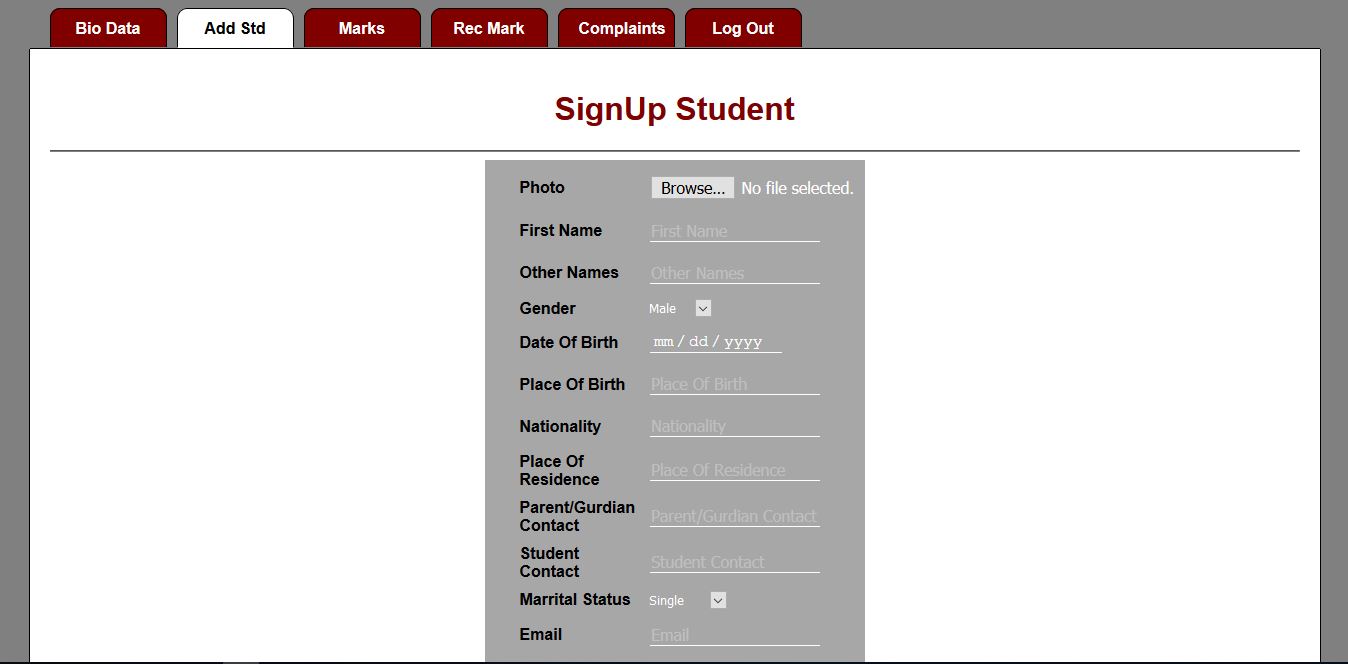 Bio Data Add Std Marks Rec Mark Complaints Log Out
SignUp Student
Photo Browse... No file selected.
First Name First Name
Other Names Other Names
Gender Male
Date Of Birth mm / dd / yyyy
Place Of Birth Place Of Birth
Nationality Nationality
Place Of
Residence Place Of Residence
Parent/Gurdian
Contact Parent/Gurdian Contact
Student
Contact Student Contact
Marrital Status Single
Email Email